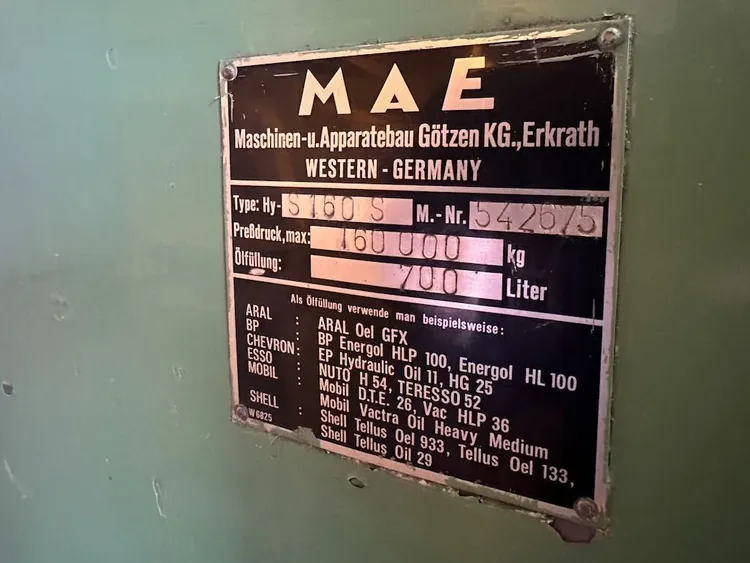 MAE
Maschinen-u.Apparatebau Götzen KG.,Erkrath
WESTERN-GERMANY
Type: Hy- S160 S M.-Nr. 542675
Preßdruck,max: 160 000 kg
Ölfüllung: 700 Liter
Als Ölfüllung verwende man beispielsweise:
ARAL : ARAL Oel GFX
BP : BP Energol HLP 100, Energol HL 100
CHEVRON: EP Hydraulic Oil 11, HG 25
ESSO : NUTO H 54, TERESSO 52
MOBIL : Mobil D.T.E. 26, Vac HLP 36
Mobil Vactra Oil Heavy Medium
SHELL : Shell Tellus Oel 933, Tellus Oel 133,
Shell Tellus Oil 29
W6825